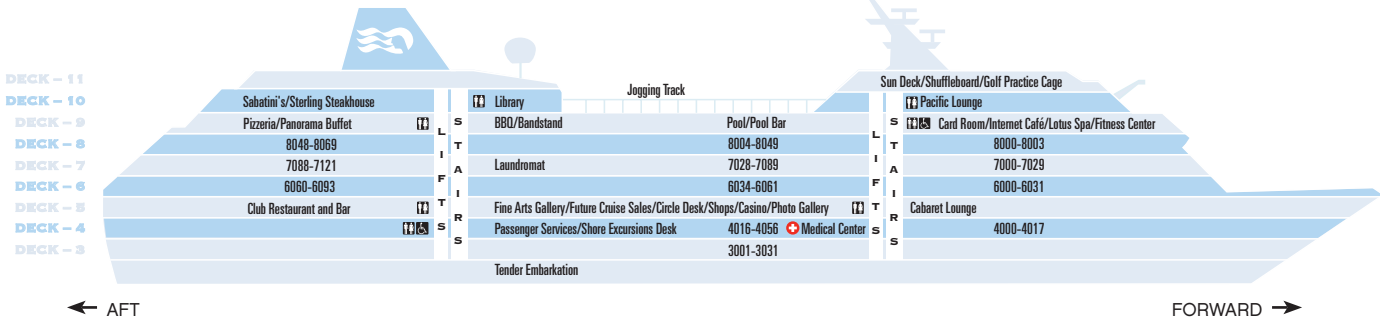 Sun Deck/Shuffleboard/Golf Practice Cage
DECK – 11
Jogging Track
DECK – 10 Sabatini's/Sterling Steakhouse Library Pacific Lounge
DECK – 9 Pizzeria/Panorama Buffet BBQ/Bandstand Pool/Pool Bar Card Room/Internet Café/Lotus Spa/Fitness Center
DECK – 8 8048-8069 8004-8049 8000-8003
DECK – 7 7088-7121 Laundromat 7028-7089 7000-7029
DECK – 6 6060-6093 6034-6061 6000-6031
DECK – 5 Club Restaurant and Bar Fine Arts Gallery/Future Cruise Sales/Circle Desk/Shops/Casino/Photo Gallery Cabaret Lounge
DECK – 4 Passenger Services/Shore Excursions Desk 4016-4056 Medical Center 4000-4017
DECK – 3 3001-3031
Tender Embarkation
LIFTS
STAIRS
LIFTS
STAIRS
AFT FORWARD